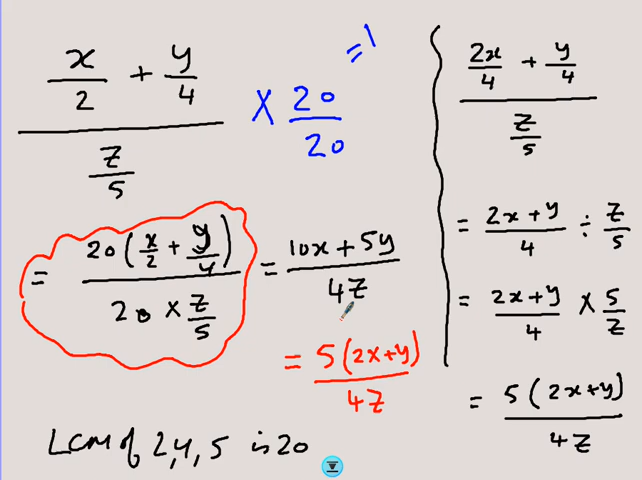 (x/2 + y/4)/(z/5) × 20/20 = 1
= 20(x/2 + y/4)/(20 × z/5) = (10x + 5y)/(4z)
= 5(2x+y)/(4z)
LCM of 2,4,5 is 20
(2x/4 + y/4)/(z/5)
= (2x+y)/4 ÷ z/5
= (2x+y)/4 × 5/z
= 5(2x+y)/(4z)